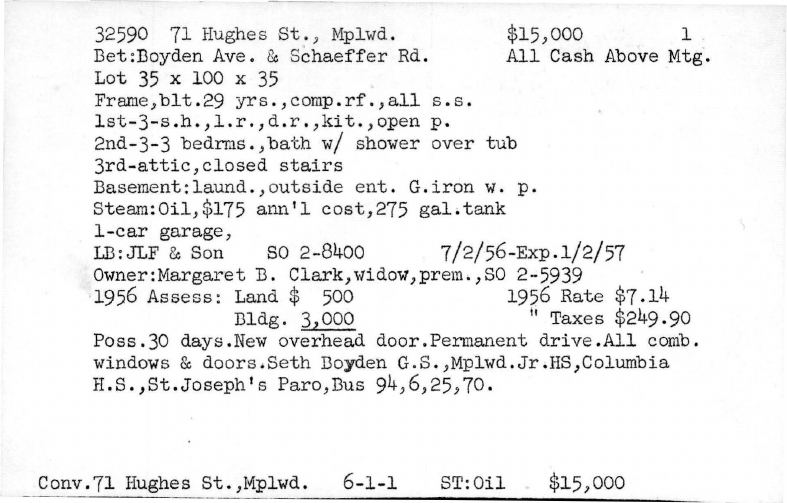 32590 71 Hughes St., Mplwd. $15,000 1
Bet:Boyden Ave. & Schaeffer Rd. All Cash Above Mtg.
Lot 35 x 100 x 35
Frame,blt.29 yrs.,comp.rf.,all s.s.
1st-3-s.h.,l.r.,d.r.,kit.,open p.
2nd-3-3 bedrms.,bath w/ shower over tub
3rd-attic,closed stairs
Basement:laund.,outside ent. G.iron w. p.
Steam:Oil,$175 ann'l cost,275 gal.tank
1-car garage,
LB:JLF & Son SO 2-8400 7/2/56-Exp.1/2/57
Owner:Margaret B. Clark,widow,prem.,SO 2-5939
1956 Assess: Land $ 500 1956 Rate $7.14
Bldg. 3,000 " Taxes $249.90
Poss.30 days.New overhead door.Permanent drive.All comb.
windows & doors.Seth Boyden G.S.,Mplwd.Jr.HS,Columbia
H.S.,St.Joseph's Paro,Bus 94,6,25,70.
Conv.71 Hughes St.,Mplwd. 6-1-1 ST:Oil $15,000